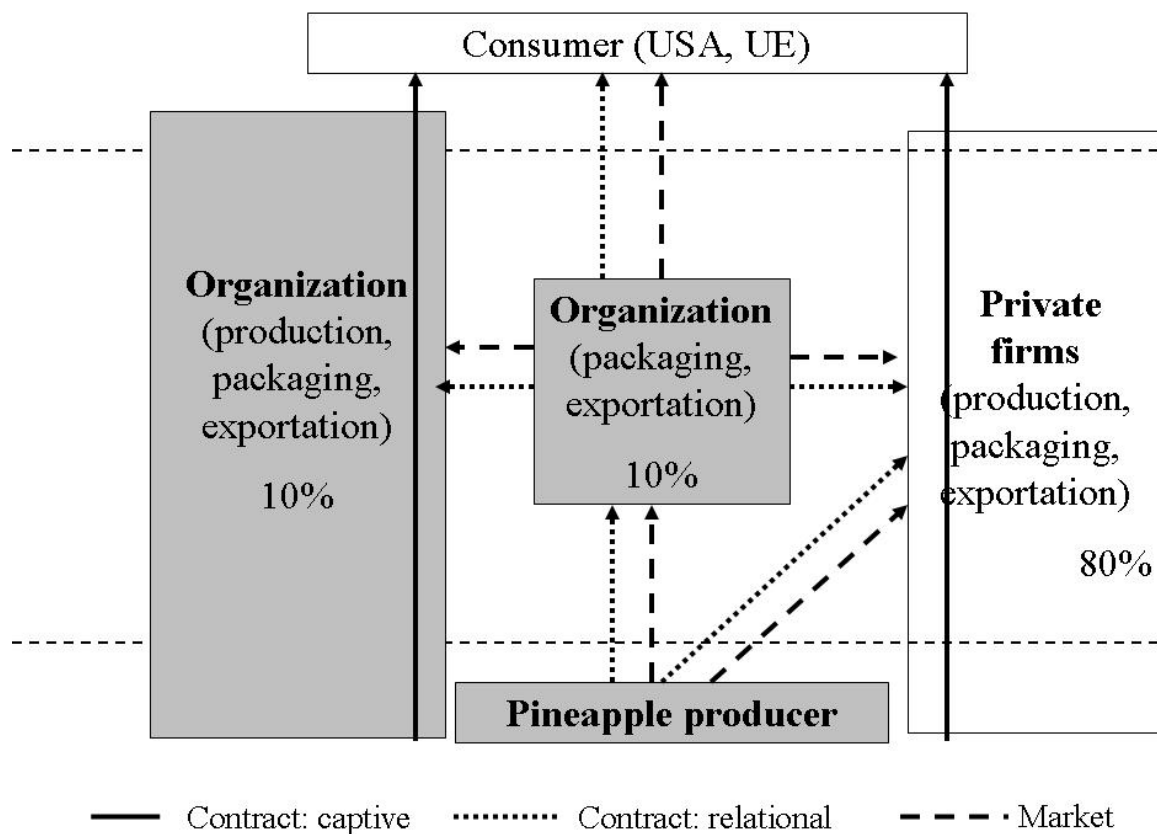 Consumer (USA, UE)
Organization
(production,
packaging,
exportation)
10%
Organization
(packaging,
exportation)
10%
Private
firms
(production,
packaging,
exportation)
80%
Pineapple producer
Contract: captive
Contract: relational
Market